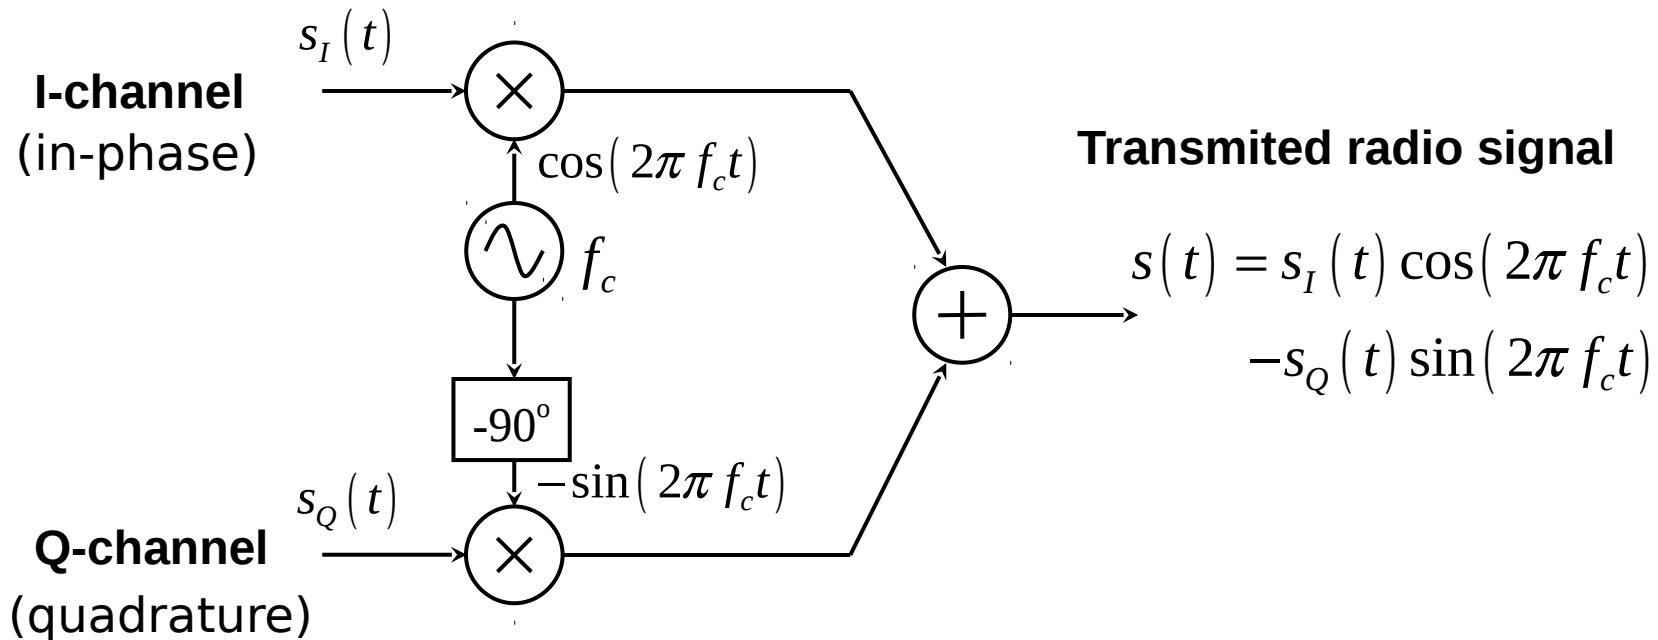 s_I(t)
I-channel
(in-phase)
cos(2π f_c t)
Transmited radio signal
f_c
s(t) = s_I(t) cos(2π f_c t)
−s_Q(t) sin(2π f_c t)
-90°
−sin(2π f_c t)
s_Q(t)
Q-channel
(quadrature)